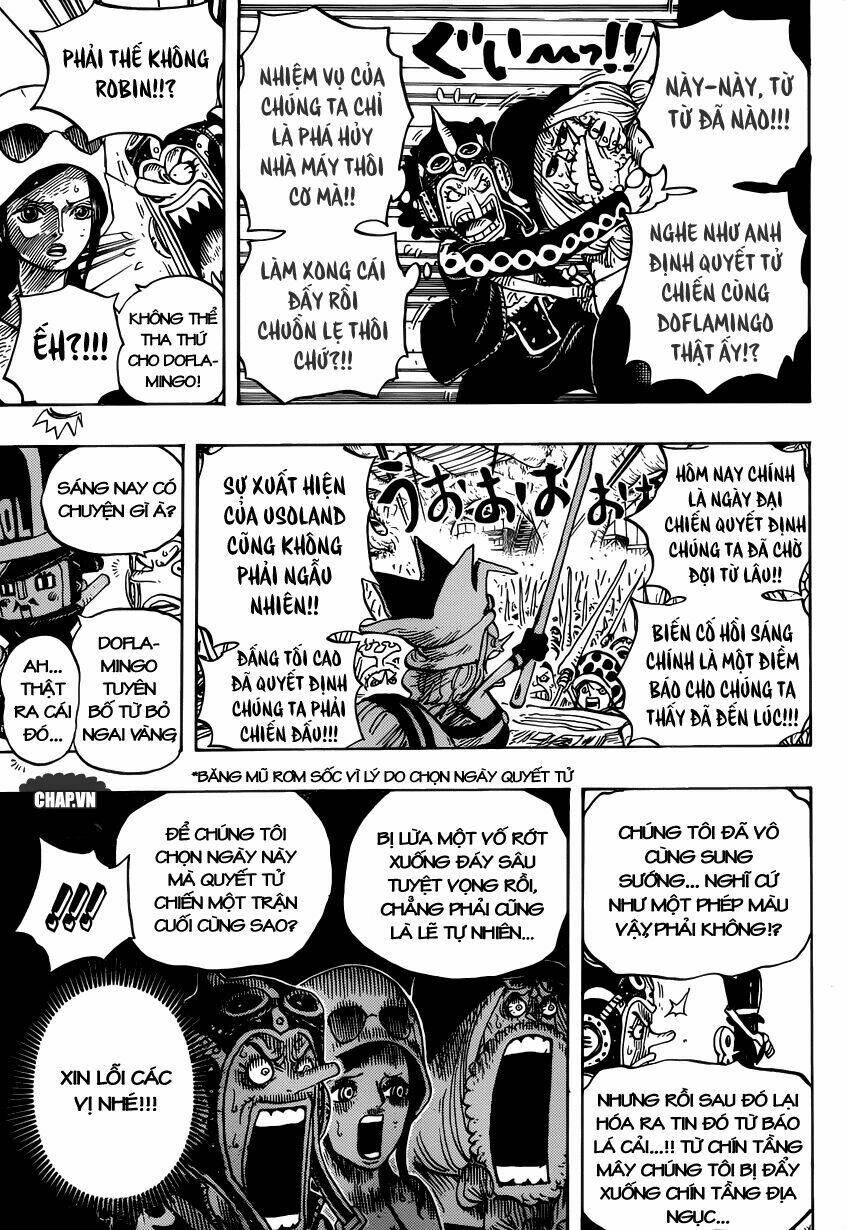 ぐいーーっ!!
NÀY-NÀY, TỪ
TỪ ĐÃ NÀO!!!
NGHE NHƯ ANH
ĐỊNH QUYẾT TỬ
CHIẾN CÙNG
DOFLAMINGO
THẬT ẤY!?
NHIỆM VỤ CỦA
CHÚNG TA CHỈ
LÀ PHÁ HỦY
NHÀ MÁY THÔI
CƠ MÀ!!
LÀM XONG CÁI
ĐẤY RỒI
CHUỒN LẸ THÔI
CHỨ?!!
PHẢI THẾ KHÔNG
ROBIN!!?
KHÔNG THỂ
THA THỨ
CHO DOFLA-
MINGO!
ẾH?!!!
HÔM NAY CHÍNH
LÀ NGÀY ĐẠI
CHIẾN QUYẾT ĐỊNH
CHÚNG TA ĐÃ CHỜ
ĐỢI TỪ LÂU!!
BIẾN CỐ HỒI SÁNG
CHÍNH LÀ MỘT ĐIỀM
BÁO CHO CHÚNG TA
THẤY ĐÃ ĐẾN LÚC!!!
うおおおお
SỰ XUẤT HIỆN
CỦA USOLAND
CŨNG KHÔNG
PHẢI NGẪU
NHIÊN!!
ĐẤNG TỐI CAO
ĐÃ QUYẾT ĐỊNH
CHÚNG TA PHẢI
CHIẾN ĐẤU!!!
SÁNG NAY CÓ
CHUYỆN GÌ À?
DOFLA-
MINGO
TUYÊN
BỐ TỪ BỎ
NGAI VÀNG
AH...
THẬT
RA CÁI
ĐÓ...
*BĂNG MŨ RƠM SỐC VÌ LÝ DO CHỌN NGÀY QUYẾT TỬ
CHAP.VN
CHÚNG TÔI ĐÃ VÔ
CÙNG SUNG
SƯỚNG... NGHĨ CỨ
NHƯ MỘT PHÉP MÀU
VẬY, PHẢI KHÔNG!?
NHƯNG RỒI SAU ĐÓ LẠI
HÓA RA TIN ĐÓ TỪ BÁO
LÁ CẢI...!! TỪ CHÍN TẦNG
MÂY CHÚNG TÔI BỊ ĐẨY
XUỐNG CHÍN TẦNG ĐỊA
NGỤC...
BỊ LỪA MỘT VỐ RỚT
XUỐNG ĐÁY SÂU
TUYỆT VỌNG RỒI,
CHẲNG PHẢI CŨNG
LÀ LẼ TỰ NHIÊN...
ĐỂ CHÚNG TÔI
CHỌN NGÀY NÀY
MÀ QUYẾT TỬ
CHIẾN MỘT TRẬN
CUỐI CÙNG SAO?
!!!!
XIN LỖI CÁC
VỊ NHÉ!!!